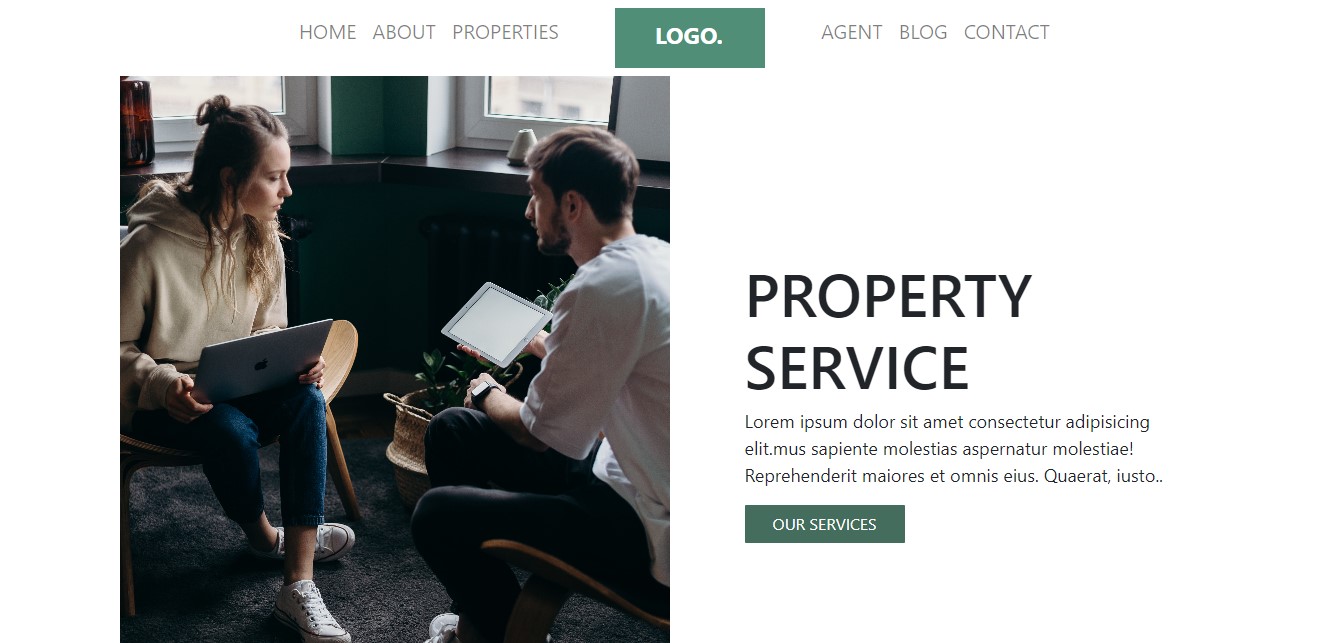 HOME ABOUT PROPERTIES LOGO. AGENT BLOG CONTACT
PROPERTY
SERVICE
Lorem ipsum dolor sit amet consectetur adipisicing
elit.mus sapiente molestias aspernatur molestiae!
Reprehenderit maiores et omnis eius. Quaerat, iusto..
OUR SERVICES